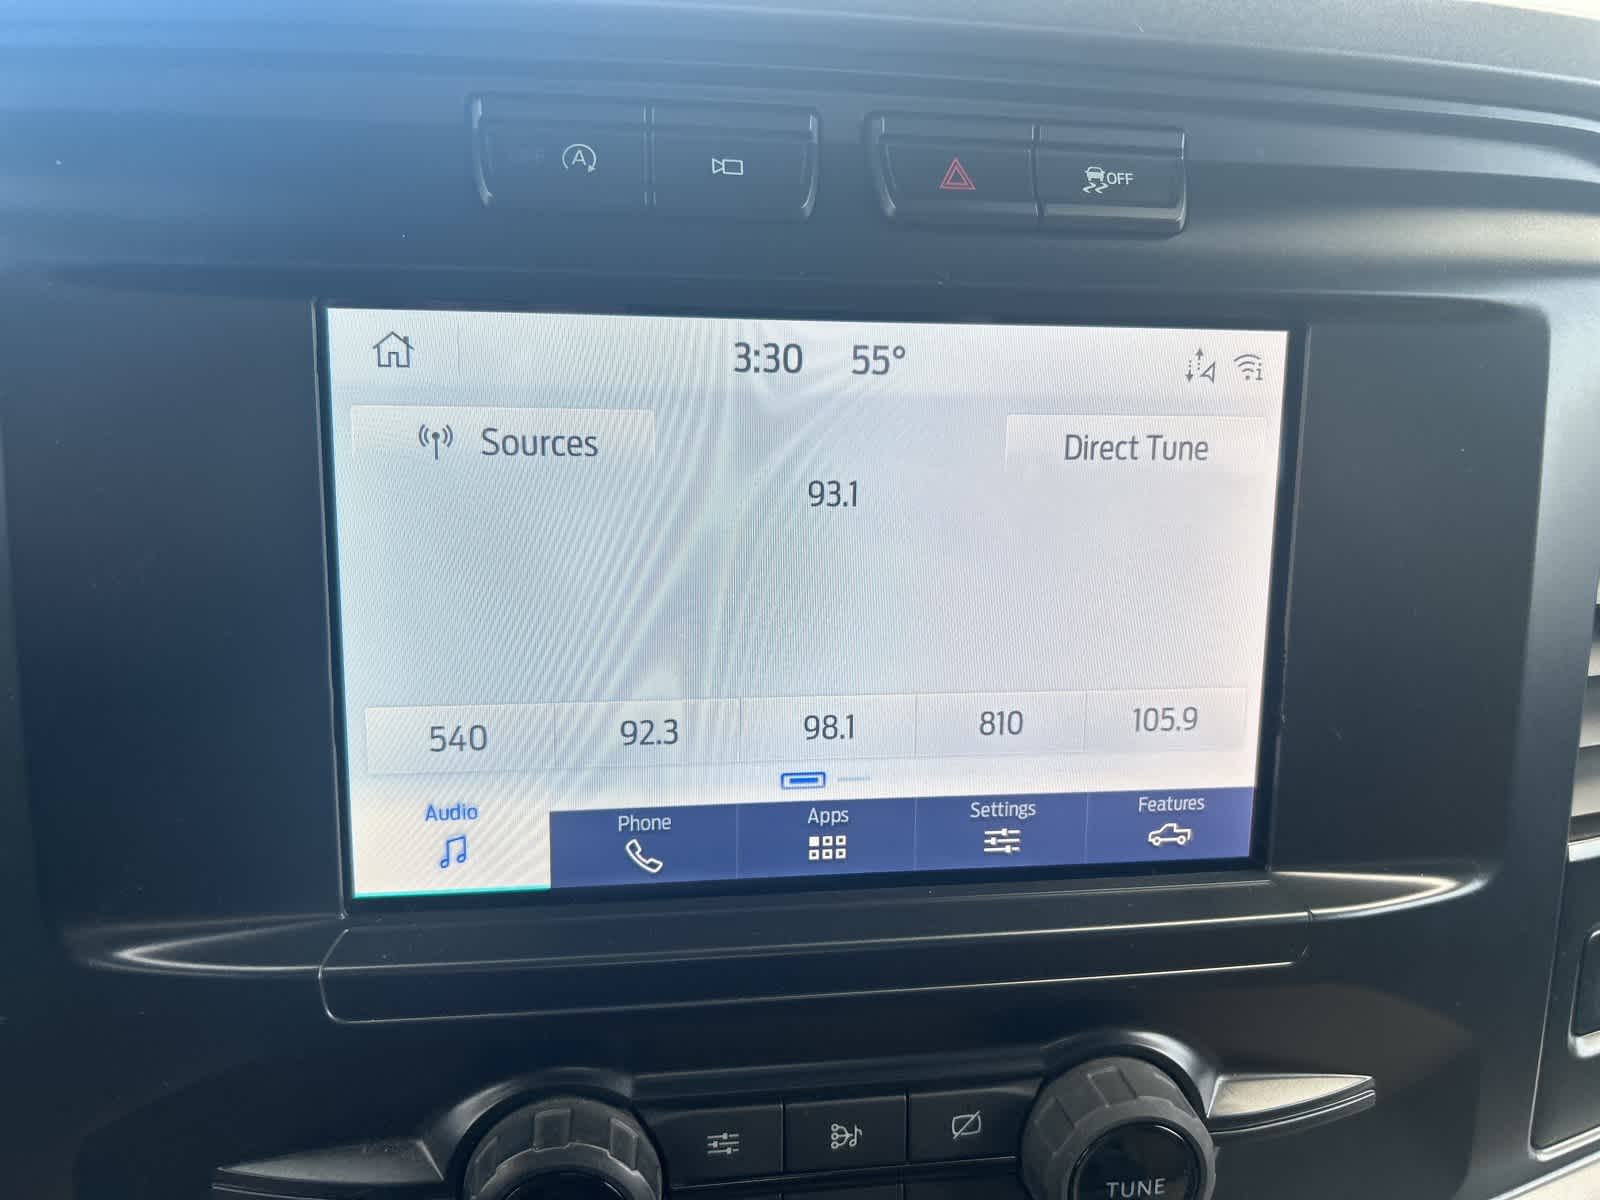 A
OFF
3:30 55°
Sources
Direct Tune
93.1
540 92.3 98.1 810 105.9
Audio Phone Apps Settings Features
TUNE